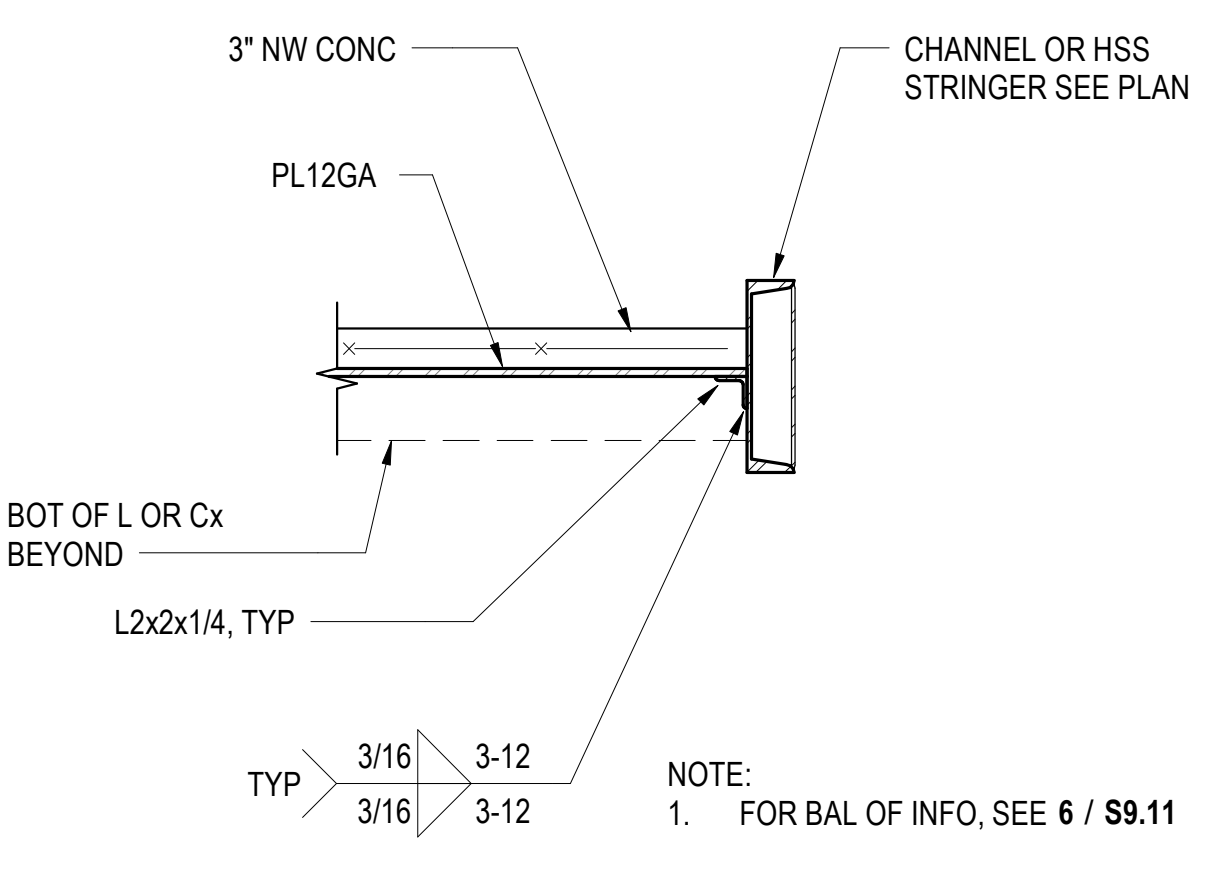 3" NW CONC
CHANNEL OR HSS
STRINGER SEE PLAN
PL12GA
BOT OF L OR Cx
BEYOND
L2x2x1/4, TYP
3/16 3-12
TYP
3/16 3-12
NOTE:
1. FOR BAL OF INFO, SEE 6 / S9.11